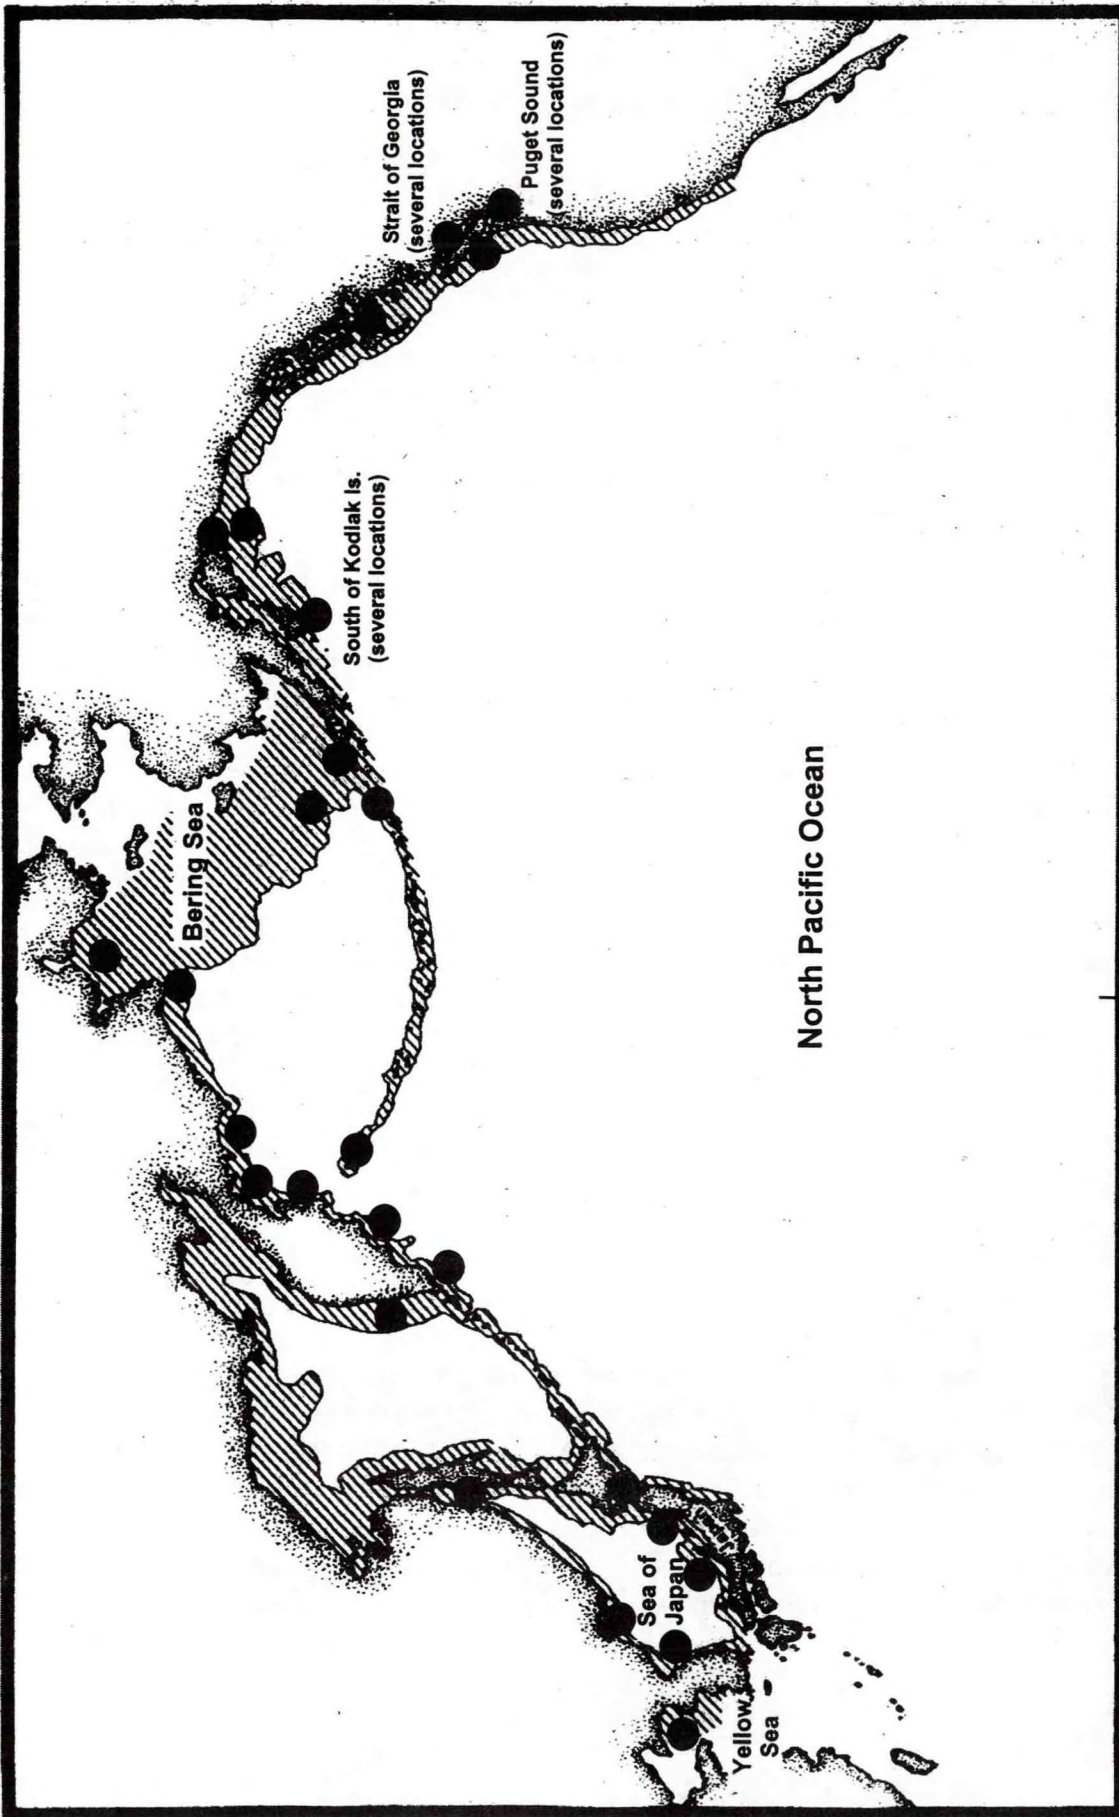 Strait of Georgia
(several locations)
Puget Sound
(several locations)
South of Kodiak Is.
(several locations)
Bering Sea
North Pacific Ocean
Sea of
Japan
Yellow
Sea